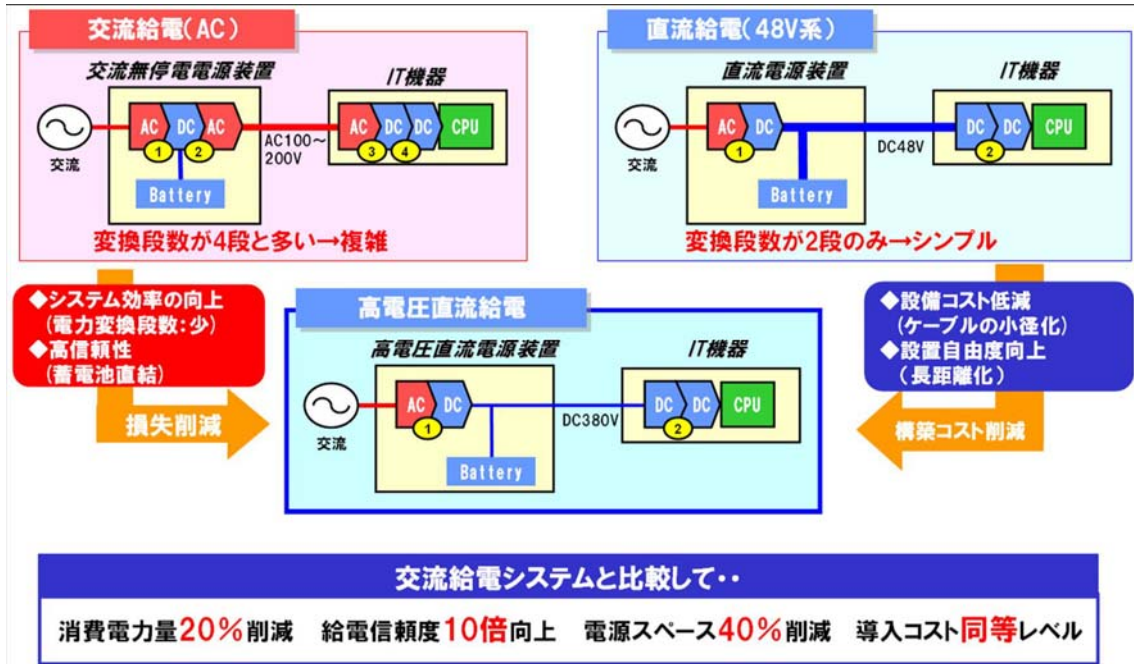 交流給電(AC)
交流無停電電源装置
IT機器
AC
DC
AC
AC
DC
DC
CPU
1
2
3
4
交流
AC100～
200V
Battery
変換段数が4段と多い→複雑
直流給電(48V系)
直流電源装置
IT機器
AC
DC
DC
DC
CPU
1
2
交流
DC48V
Battery
変換段数が2段のみ→シンプル
◆システム効率の向上
(電力変換段数:少)
◆高信頼性
(蓄電池直結)
損失削減
高電圧直流給電
高電圧直流電源装置
IT機器
AC
DC
DC
DC
CPU
1
2
交流
DC380V
Battery
◆設備コスト低減
(ケーブルの小径化)
◆設置自由度向上
(長距離化)
構築コスト削減
交流給電システムと比較して・・
消費電力量20%削減 給電信頼度10倍向上 電源スペース40%削減 導入コスト同等レベル